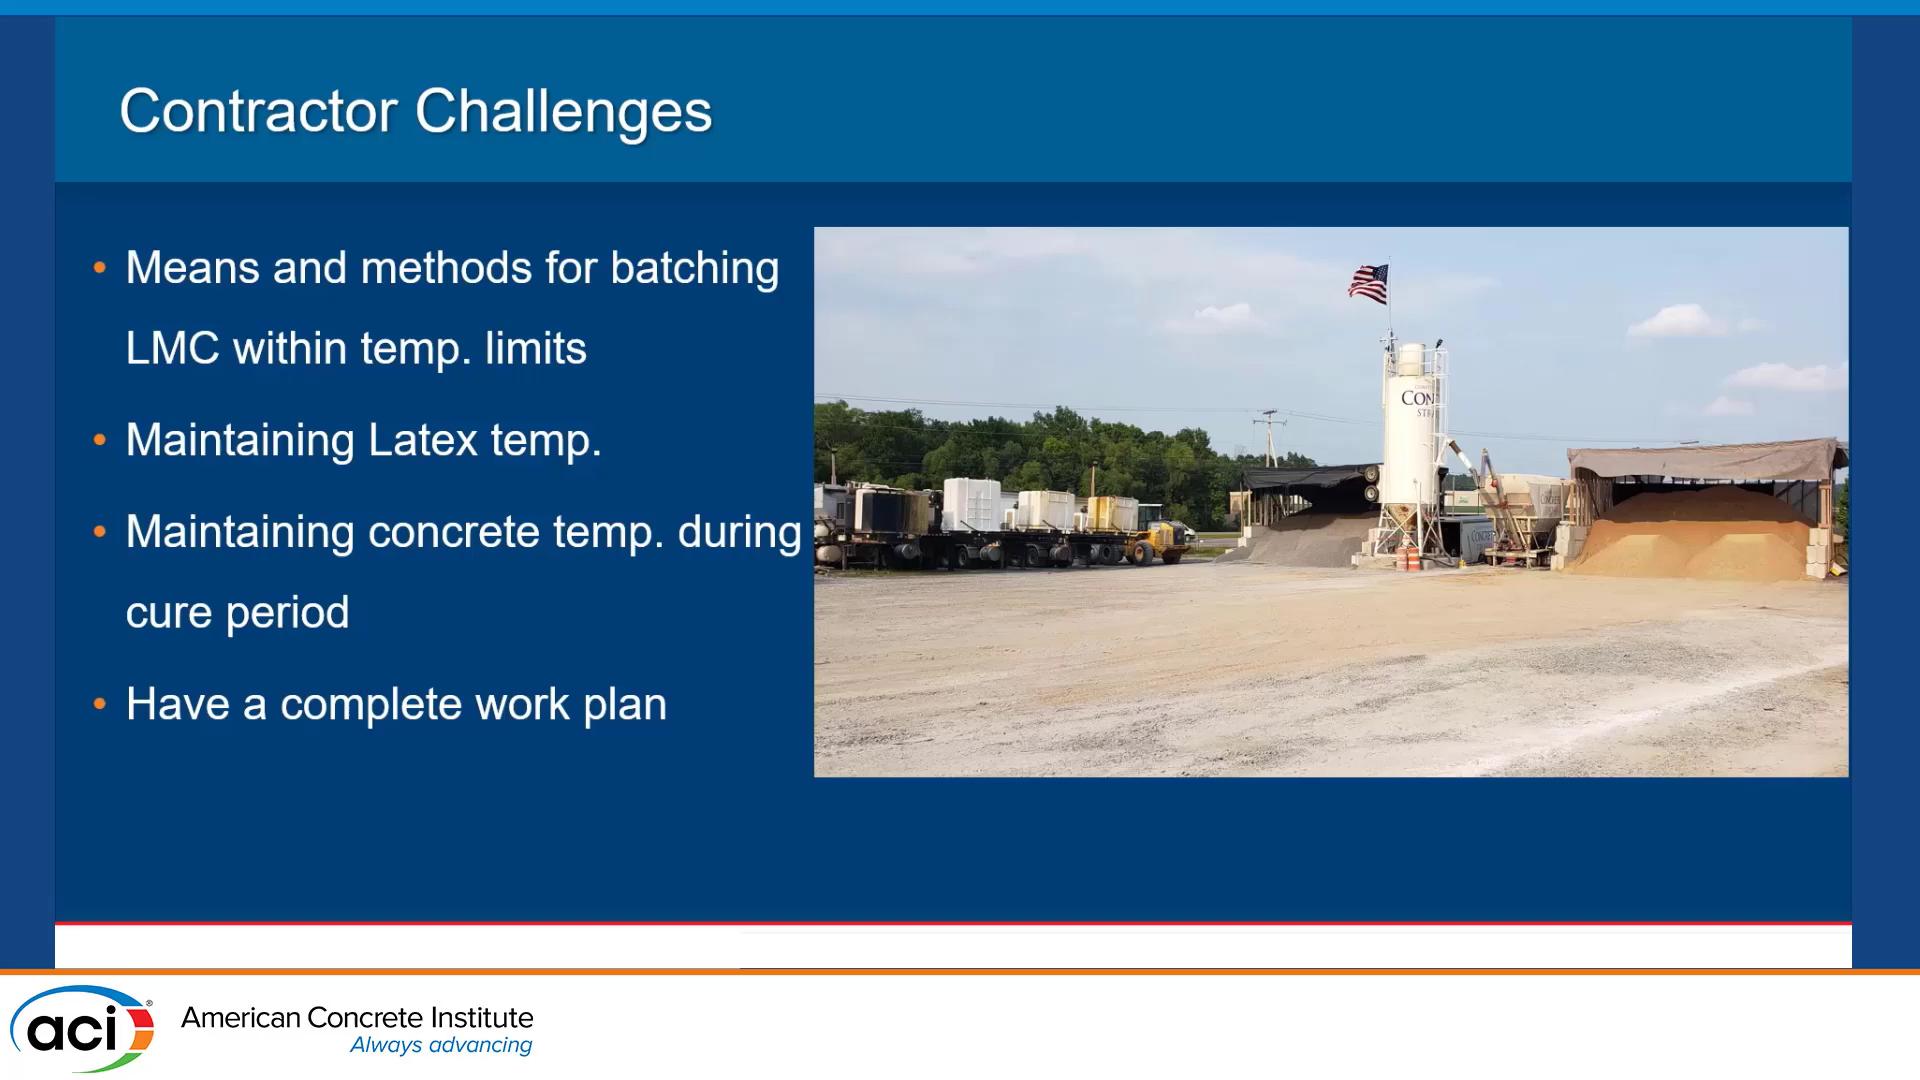 Contractor Challenges
• Means and methods for batching
LMC within temp. limits
• Maintaining Latex temp.
• Maintaining concrete temp. during
cure period
• Have a complete work plan
aci®
American Concrete Institute
Always advancing